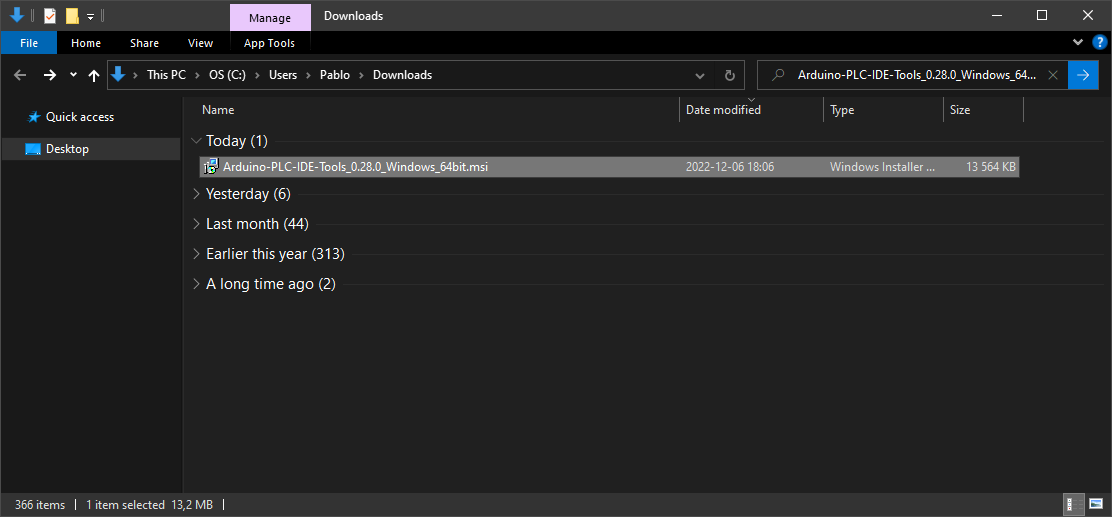 Manage
Downloads
File
Home
Share
View
App Tools
This PC
OS (C:)
Users
Pablo
Downloads
Arduino-PLC-IDE-Tools_0.28.0_Windows_64...
Quick access
Desktop
Name
Date modified
Type
Size
Today (1)
Arduino-PLC-IDE-Tools_0.28.0_Windows_64bit.msi
2022-12-06 18:06
Windows Installer ...
13 564 KB
Yesterday (6)
Last month (44)
Earlier this year (313)
A long time ago (2)
366 items
1 item selected 13,2 MB